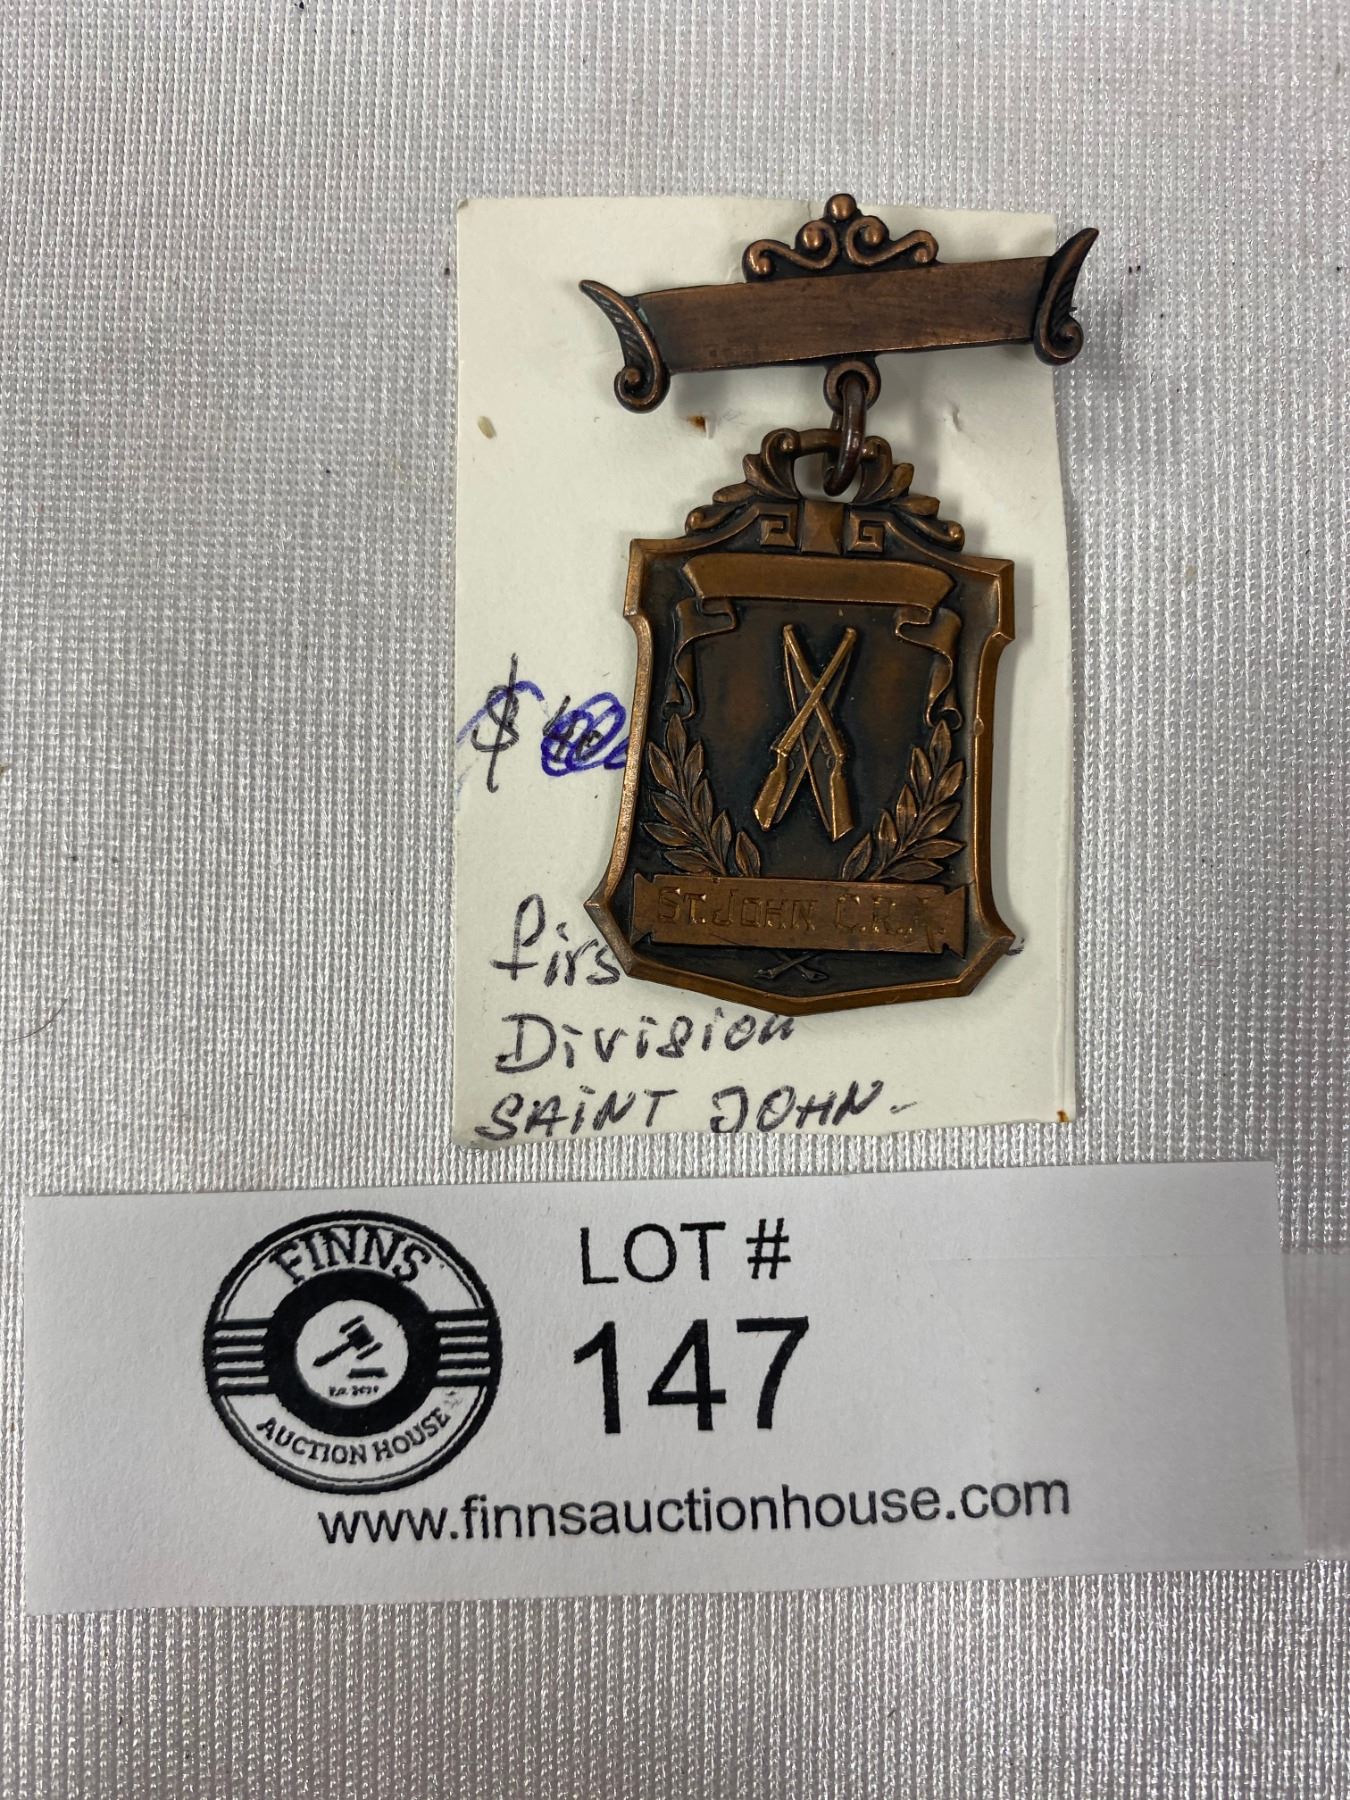 $
ST. JOHN C.R.A.
firs
Division
SAINT JOHN.
FINNS
AUCTION HOUSE
LOT #
147
www.finnsauctionhouse.com